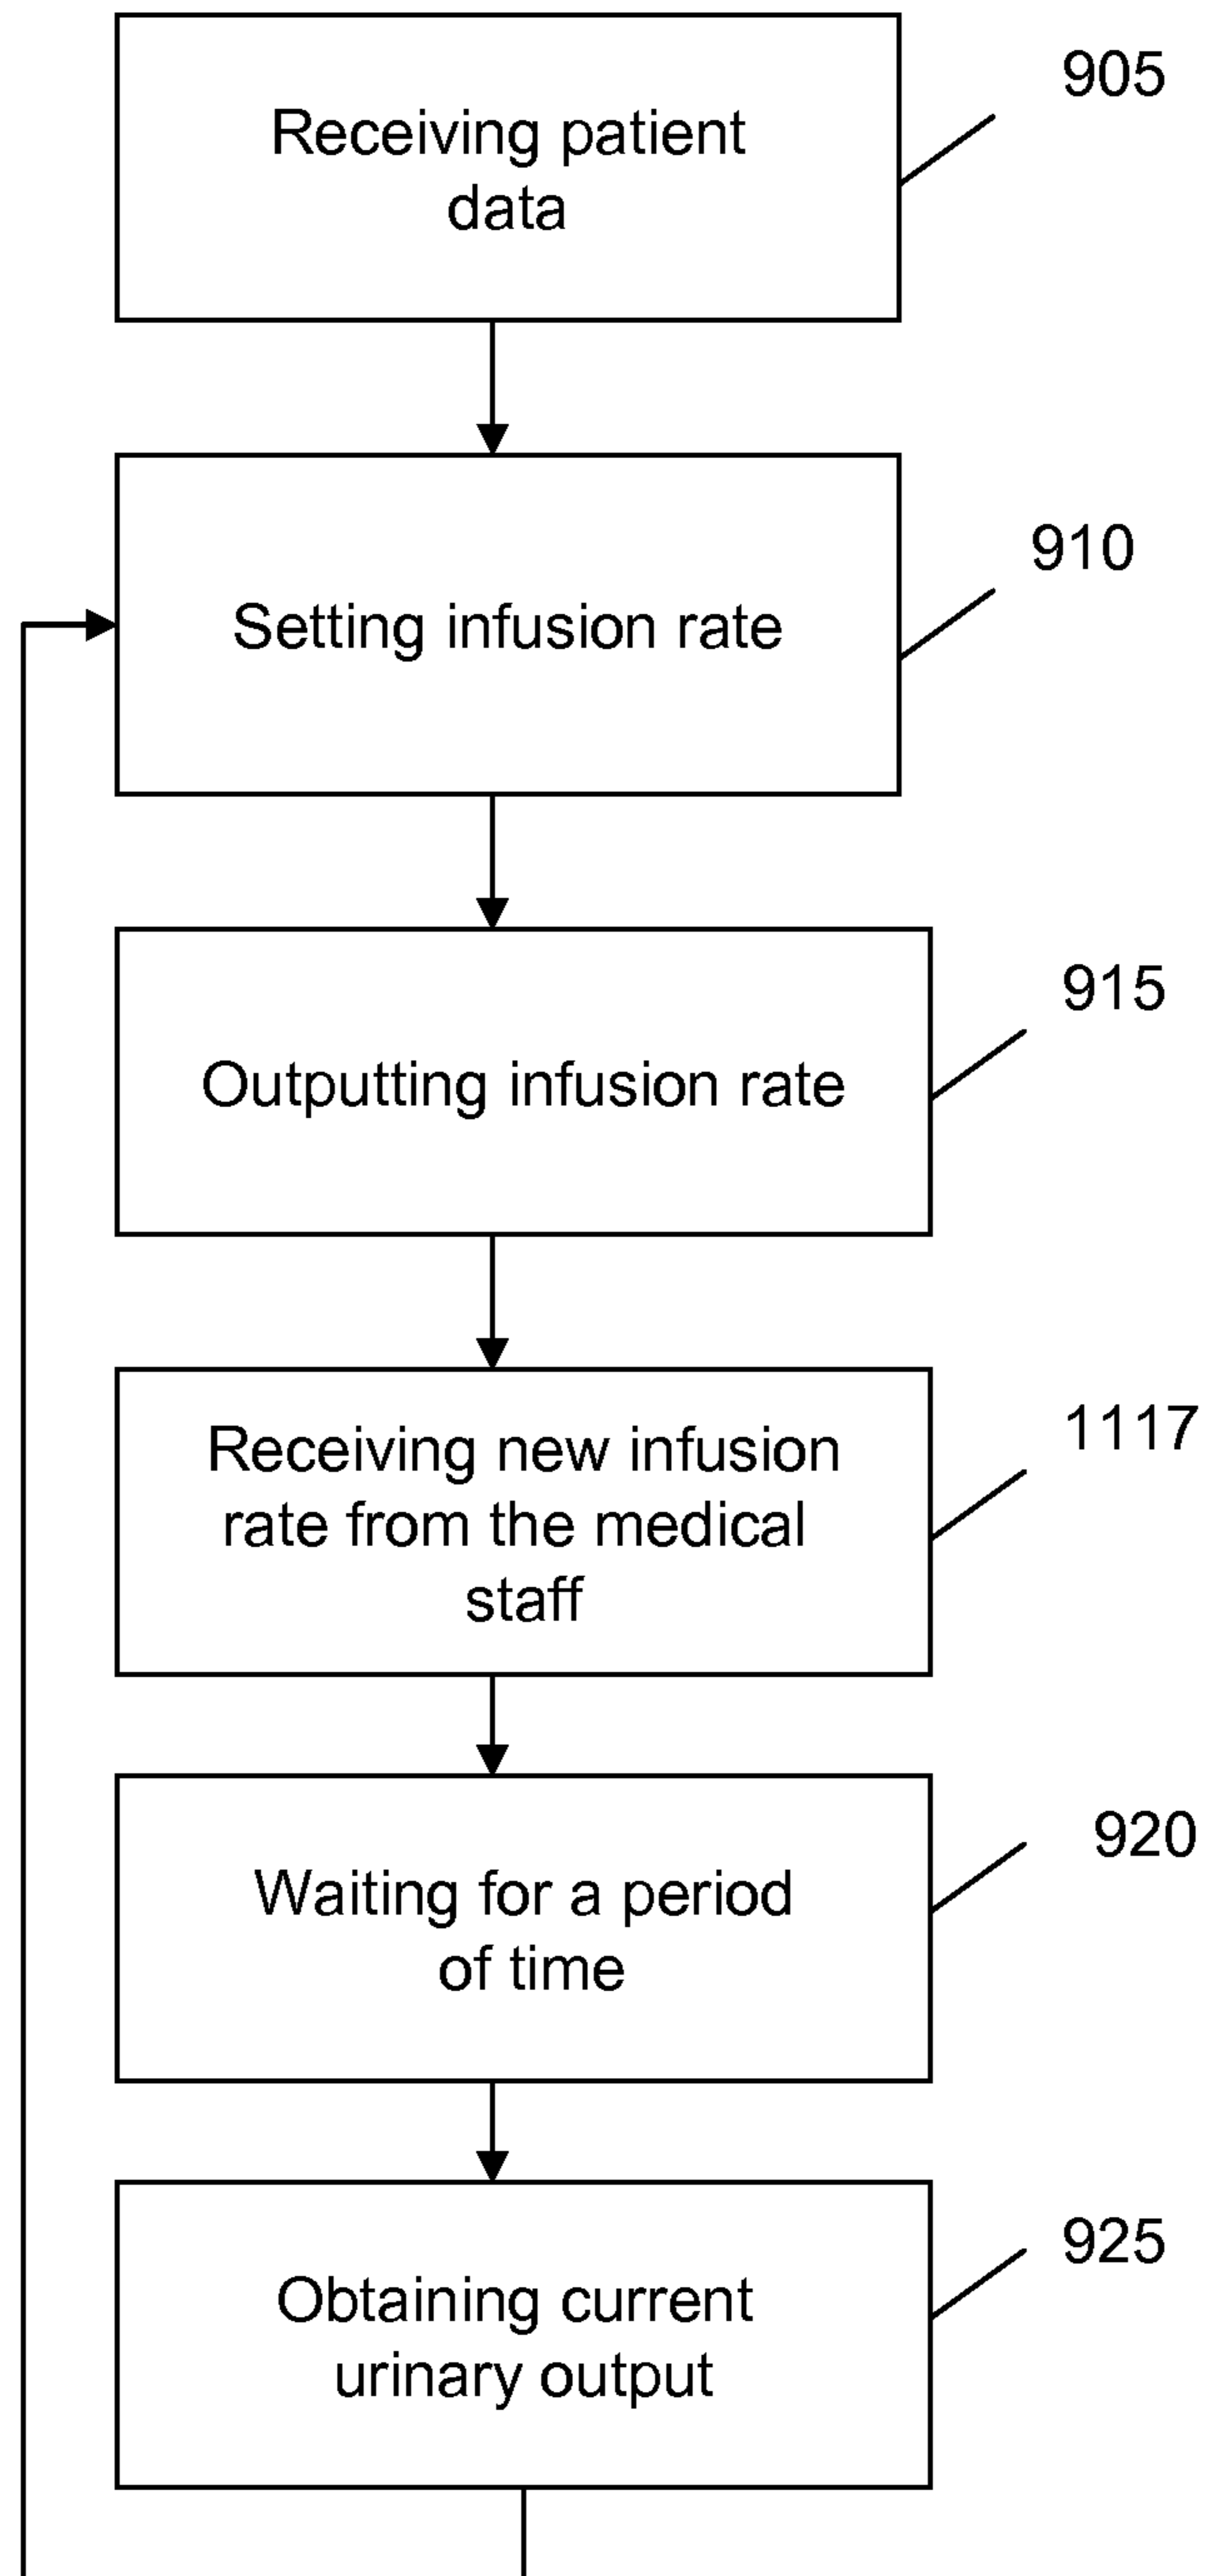 Receiving patient
data
905
Setting infusion rate
910
Outputting infusion rate
915
Receiving new infusion
rate from the medical
staff
1117
Waiting for a period
of time
920
Obtaining current
urinary output
925